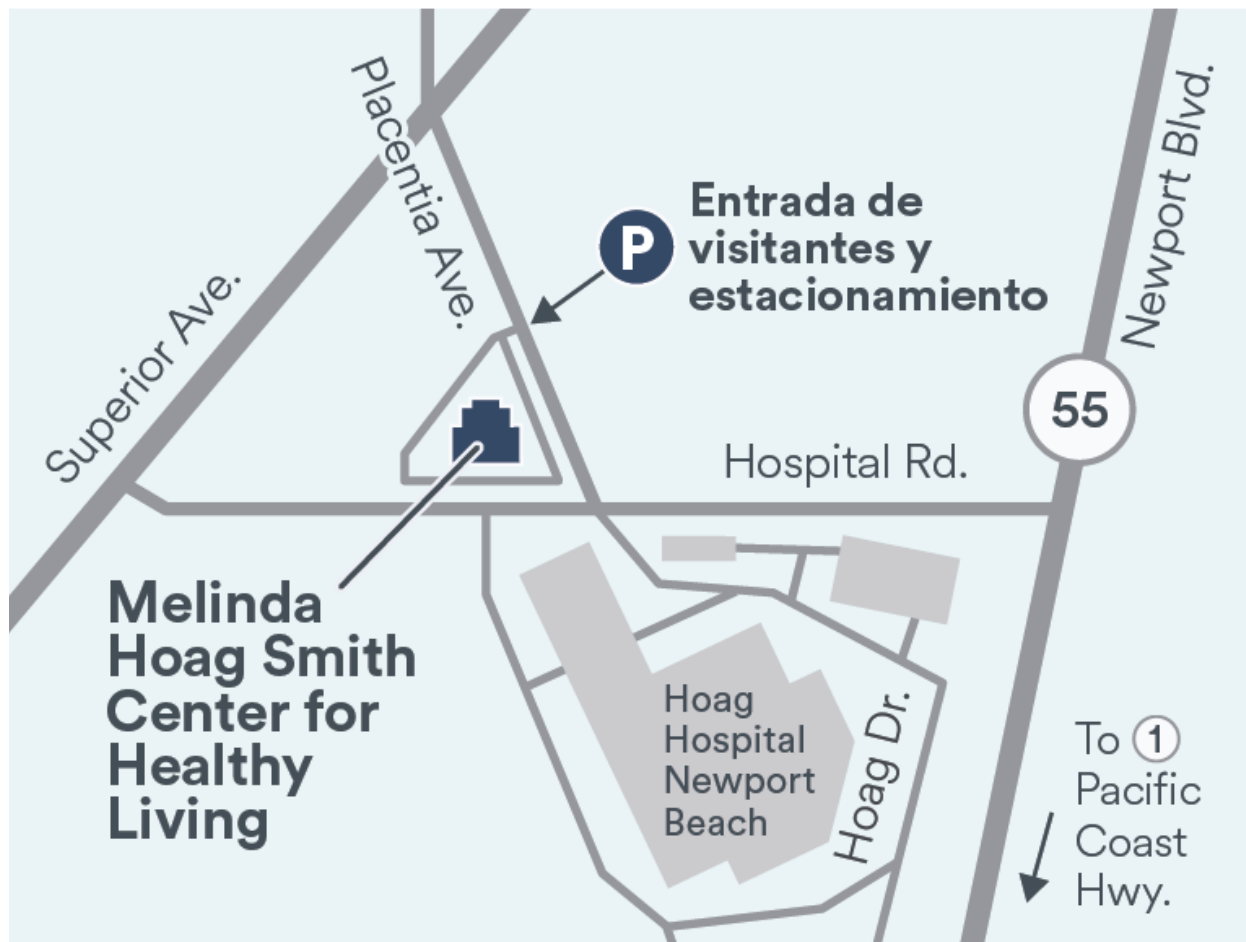 Placentia Ave.
Newport Blvd.
P
Entrada de
visitantes y
estacionamiento
Superior Ave.
55
Hospital Rd.
Melinda
Hoag Smith
Center for
Healthy
Living
Hoag
Hospital
Newport
Beach
Hoag Dr.
To 1
Pacific
Coast
Hwy.